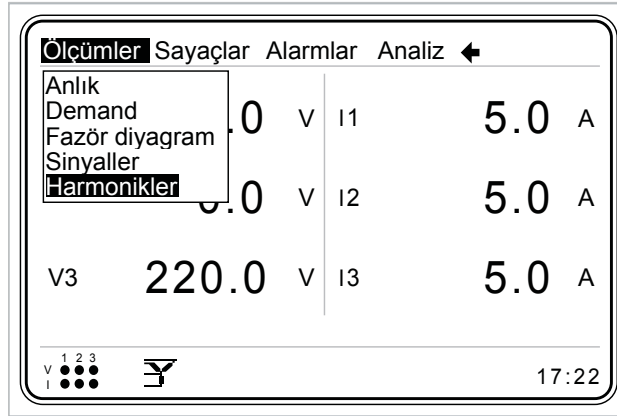 Ölçümler Sayaçlar Alarmlar Analiz
Anlık
Demand
Fazör diyagram
Sinyaller
Harmonikler
.0 V I1 5.0 A
0.0 V I2 5.0 A
V3 220.0 V I3 5.0 A
1 2 3
V
I
17:22